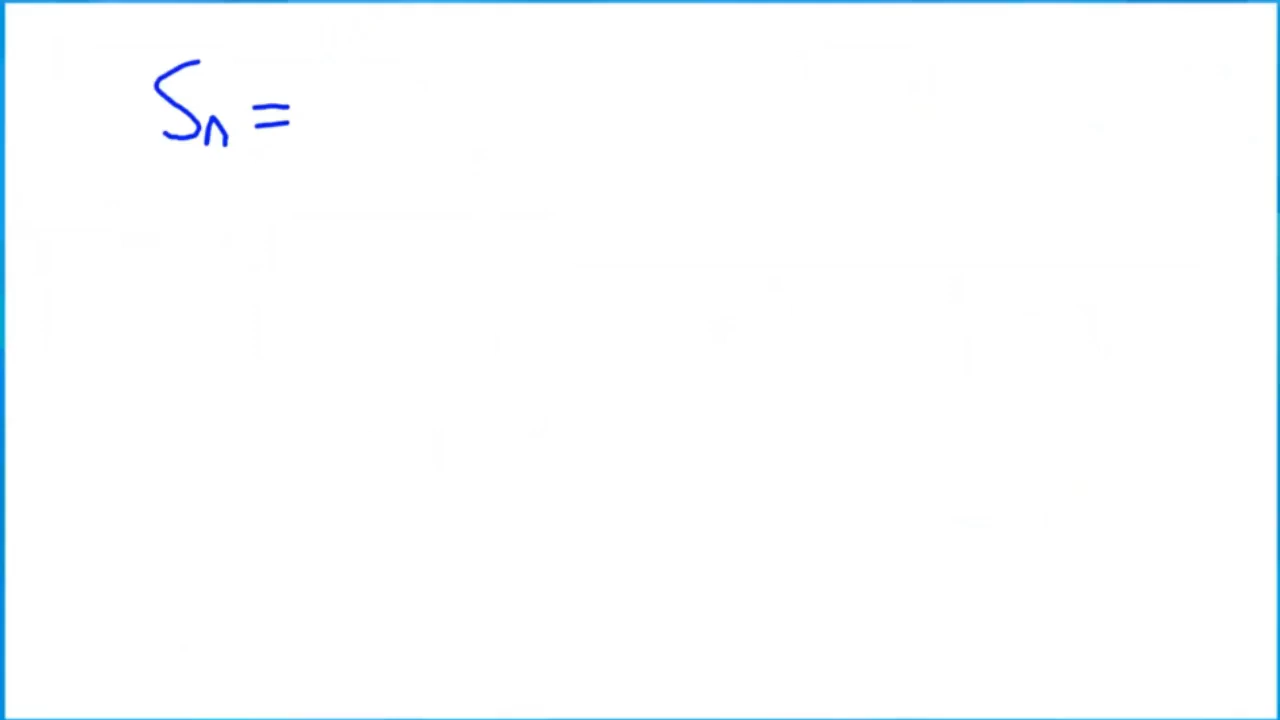 Sn =